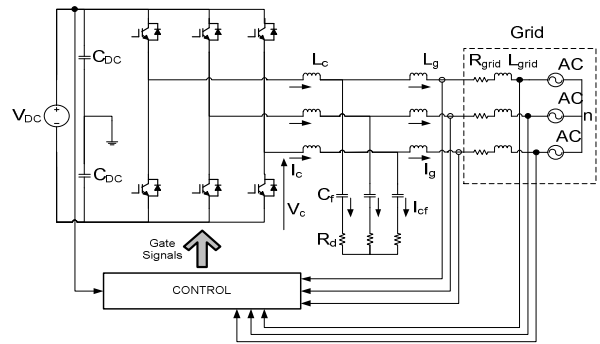 Grid
C_DC
L_c
L_g
R_grid
L_grid
AC
V_DC
+
-
AC
n
AC
C_DC
I_c
I_g
C_f
I_cf
V_c
R_d
Gate
Signals
CONTROL